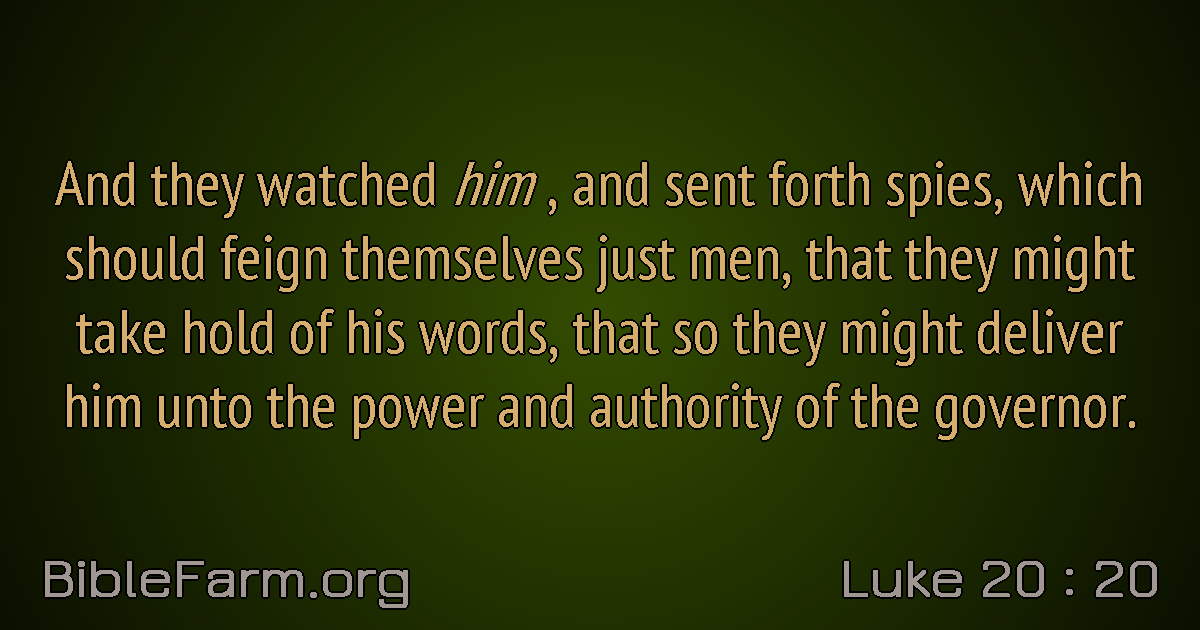 And they watched him , and sent forth spies, which
should feign themselves just men, that they might
take hold of his words, that so they might deliver
him unto the power and authority of the governor.
BibleFarm.org
Luke 20 : 20